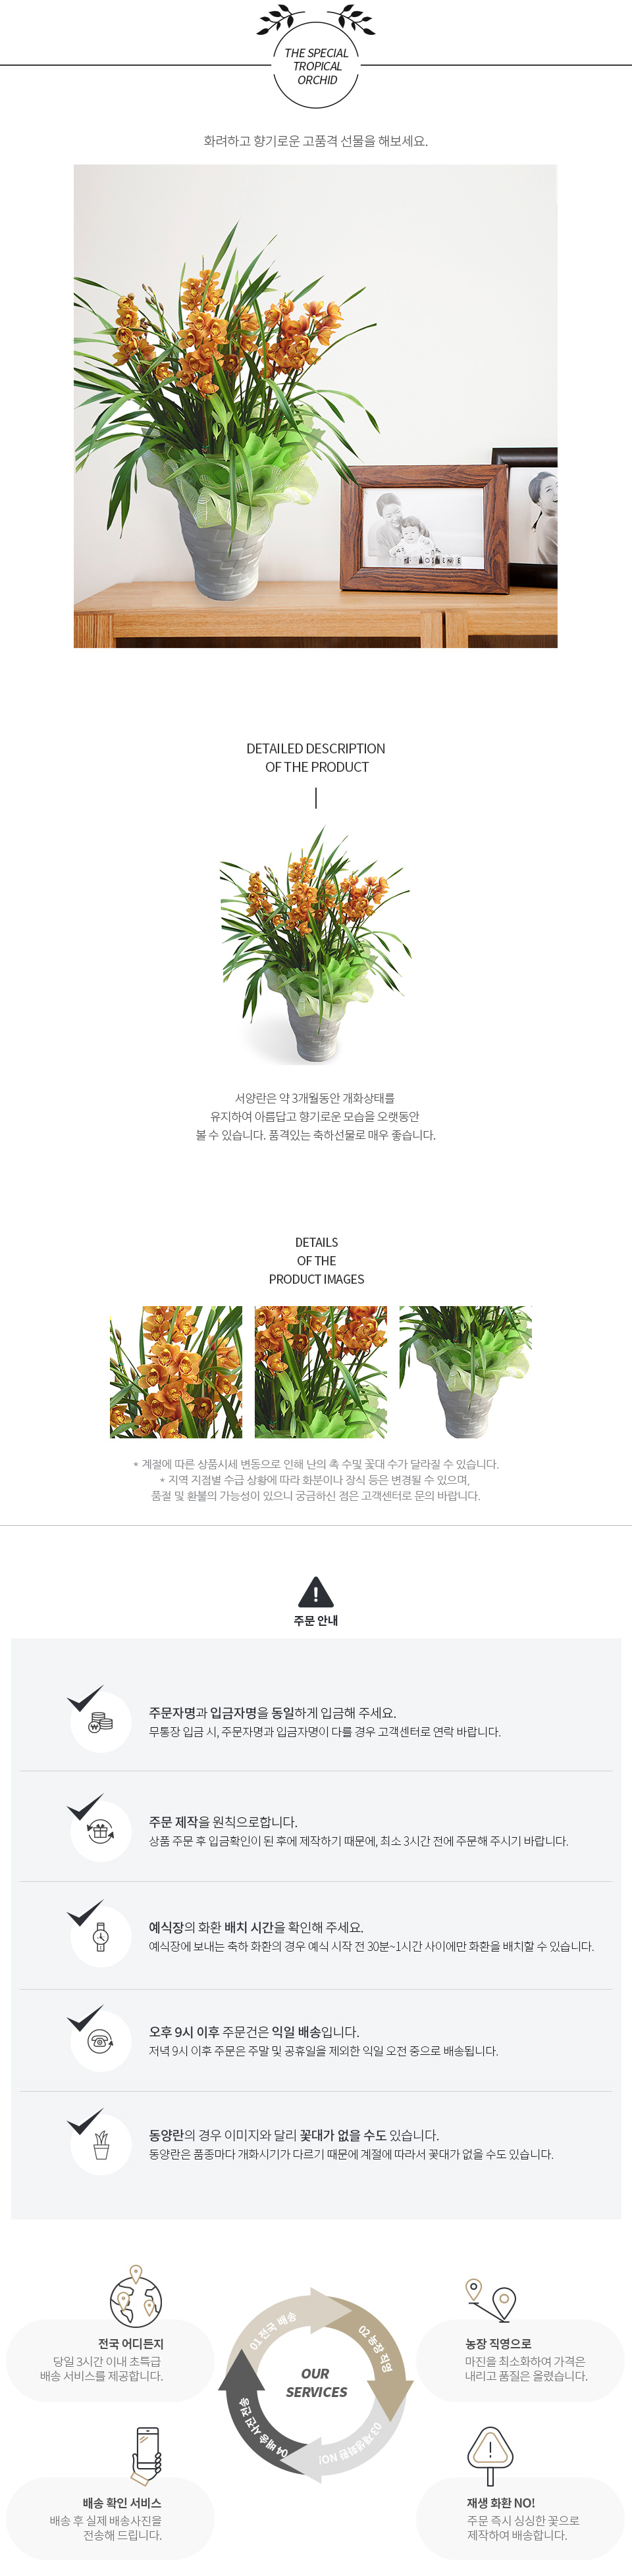 THE SPECIAL
TROPICAL
ORCHID
화려하고 향기로운 고품격 선물을 해보세요.
DETAILED DESCRIPTION
OF THE PRODUCT
서양란은 약 3개월동안 개화상태를
유지하여 아름답고 향기로운 모습을 오랫동안
볼 수 있습니다. 품격있는 축하선물로 매우 좋습니다.
DETAILS
OF THE
PRODUCT IMAGES
* 계절에 따른 상품시세 변동으로 인해 난의 촉 수및 꽃대 수가 달라질 수 있습니다.
* 지역 지점별 수급 상황에 따라 화분이나 장식 등은 변경될 수 있으며,
품절 및 환불의 가능성이 있으니 궁금하신 점은 고객센터로 문의 바랍니다.
주문 안내
주문자명과 입금자명을 동일하게 입금해 주세요.
무통장 입금 시, 주문자명과 입금자명이 다를 경우 고객센터로 연락 바랍니다.
주문 제작을 원칙으로합니다.
상품 주문 후 입금확인이 된 후에 제작하기 때문에, 최소 3시간 전에 주문해 주시기 바랍니다.
예식장의 화환 배치 시간을 확인해 주세요.
예식장에 보내는 축하 화환의 경우 예식 시작 전 30분~1시간 사이에만 화환을 배치할 수 있습니다.
오후 9시 이후 주문건은 익일 배송입니다.
저녁 9시 이후 주문은 주말 및 공휴일을 제외한 익일 오전 중으로 배송됩니다.
동양란의 경우 이미지와 달리 꽃대가 없을 수도 있습니다.
동양란은 품종마다 개화시기가 다르기 때문에 계절에 따라서 꽃대가 없을 수도 있습니다.
전국 어디든지
당일 3시간 이내 초특급
배송 서비스를 제공합니다.
농장 직영으로
마진을 최소화하여 가격은
내리고 품질은 올렸습니다.
01 전국 배송
02 농장 직영
OUR
SERVICES
03 재생화환 NO!
04 배송사진 전송
배송 확인 서비스
배송 후 실제 배송사진을
전송해 드립니다.
재생 화환 NO!
주문 즉시 싱싱한 꽃으로
제작하여 배송합니다.